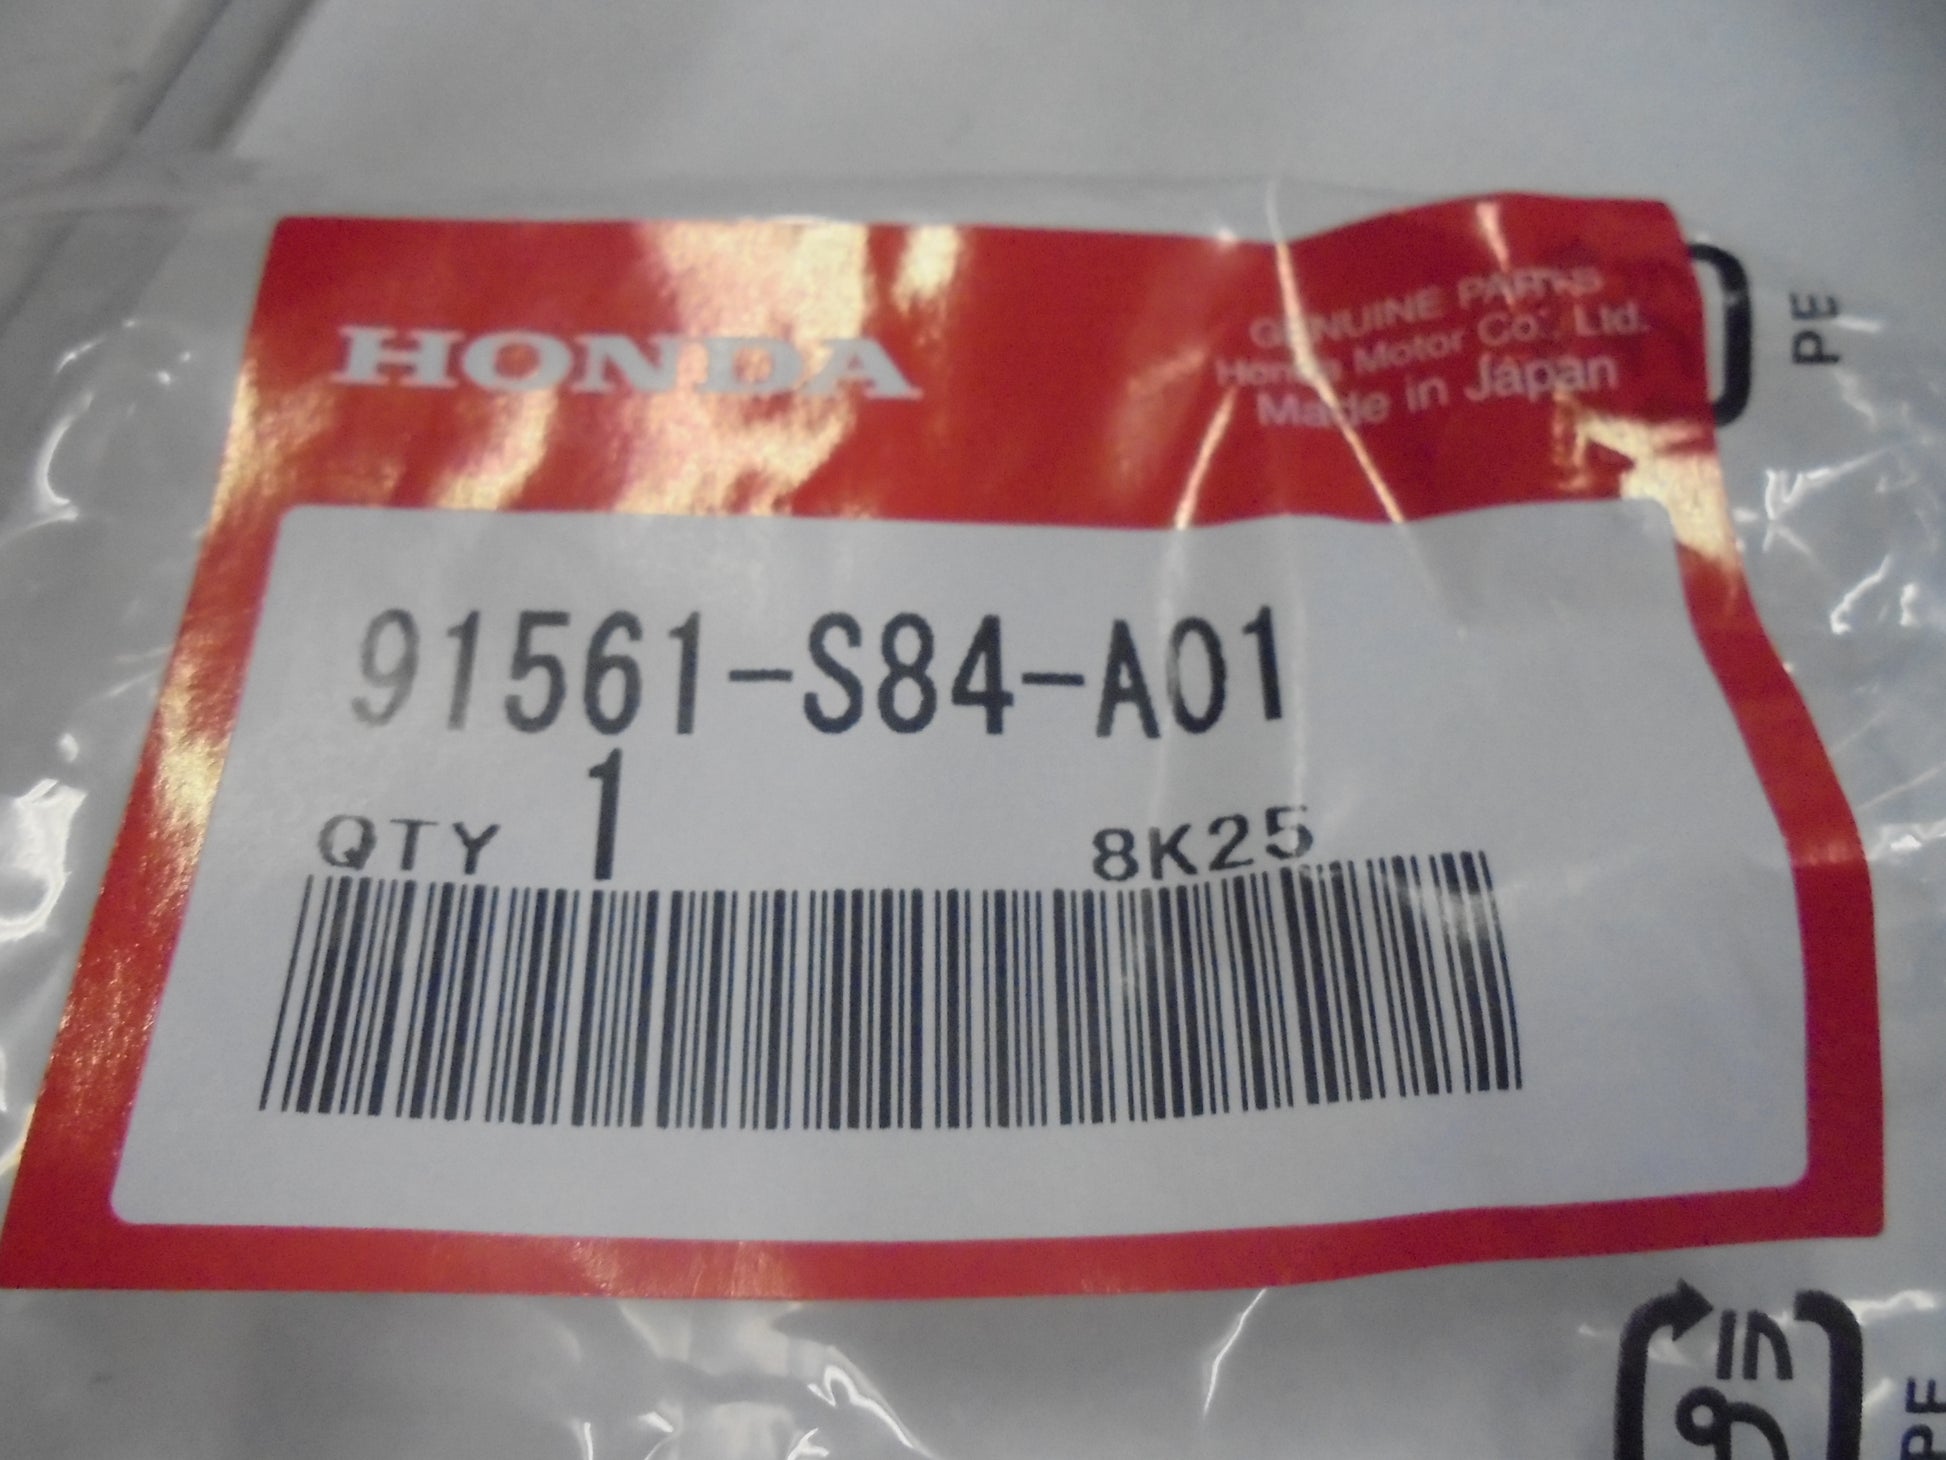 HONDA
GENUINE PARTS
Honda Motor Co., Ltd.
Made in Japan
PE
91561-S84-A01
QTY 1
8K25
PE